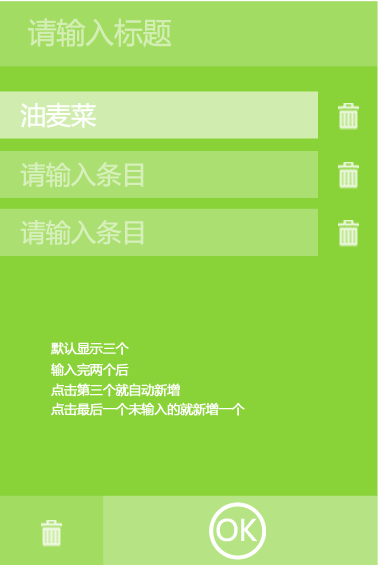 请输入标题
油麦菜
请输入条目
请输入条目
默认显示三个
输入完两个后
点击第三个就自动新增
点击最后一个未输入的就新增一个
OK